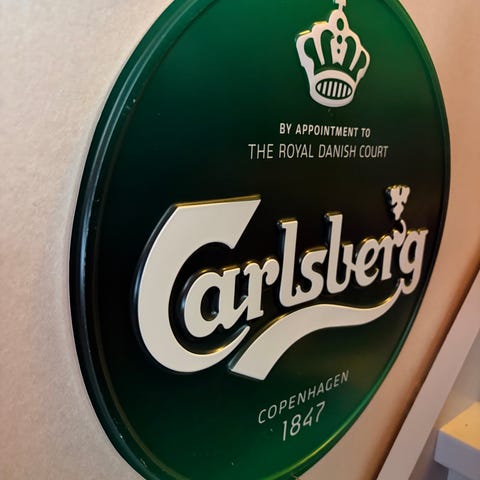 BY APPOINTMENT TO
THE ROYAL DANISH COURT
Carlsberg
COPENHAGEN
1847